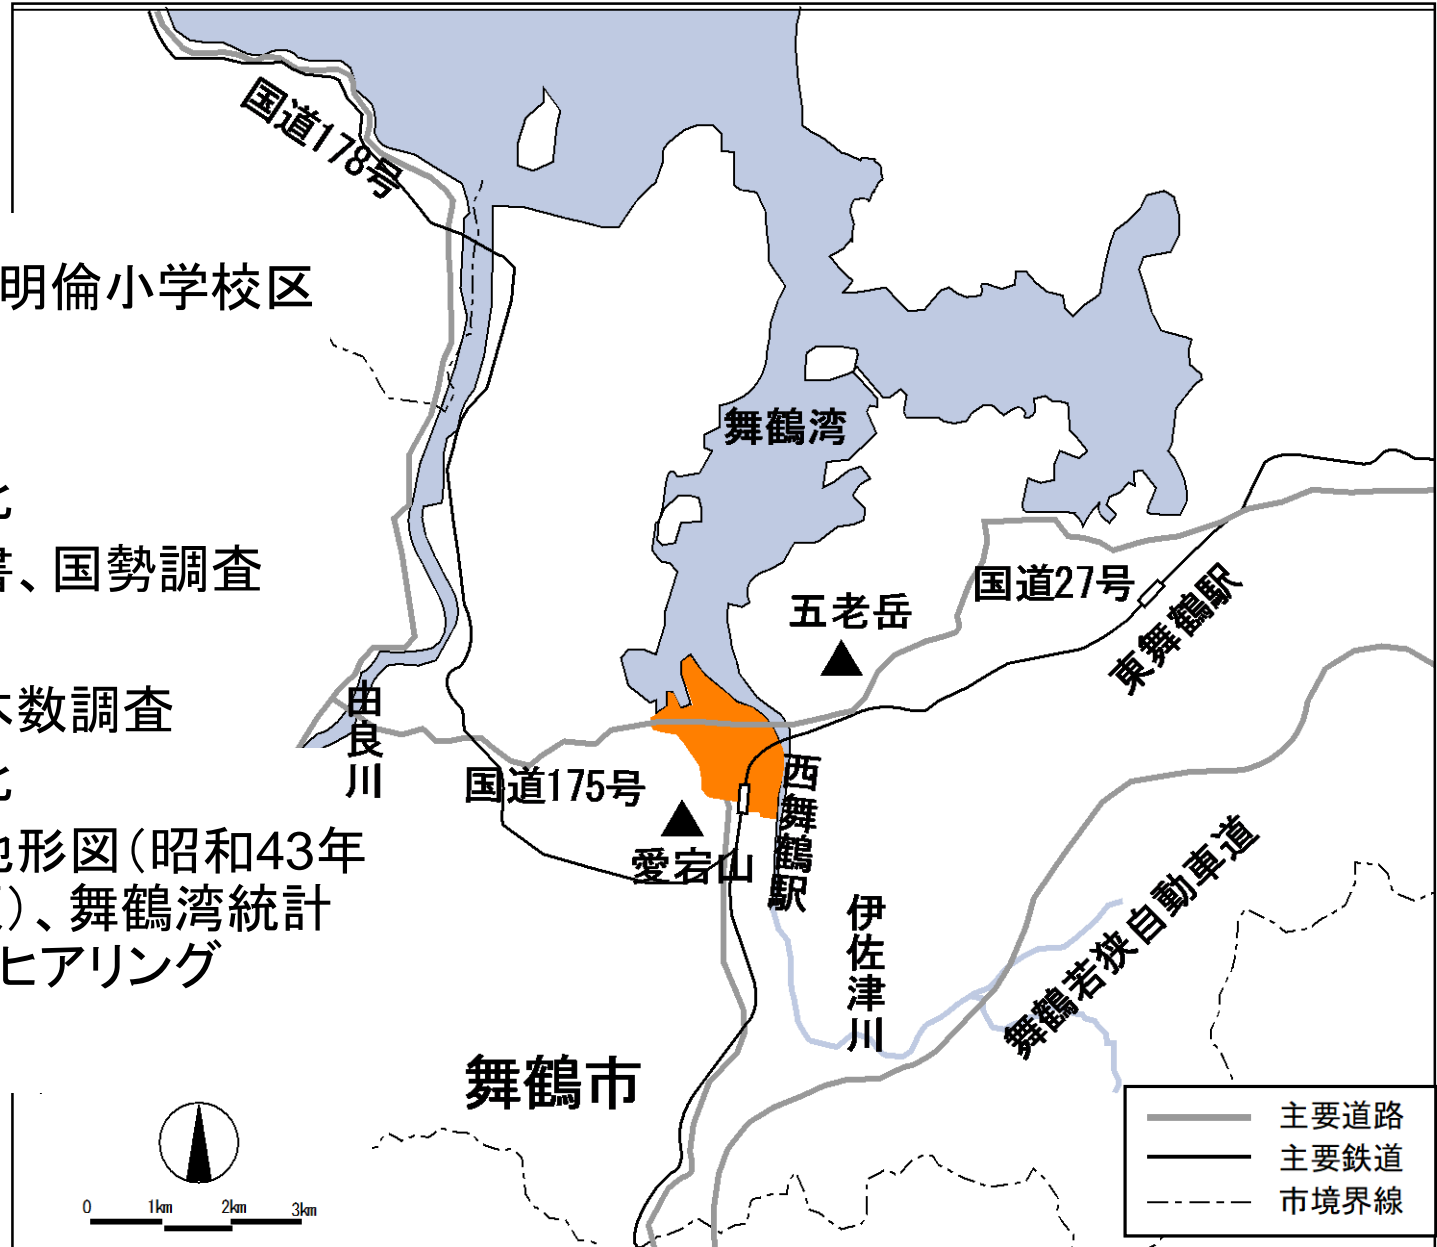 国道178号
明倫小学校区
舞鶴湾
、国勢調査
国道27号
五老岳
東舞鶴駅
数調査
由良川
国道175号
西舞鶴駅
形図(昭和43年
愛宕山
)、舞鶴湾統計
伊佐津川
ヒアリング
舞鶴若狭自動車道
舞鶴市
主要道路
主要鉄道
市境界線
0 1km 2km 3km